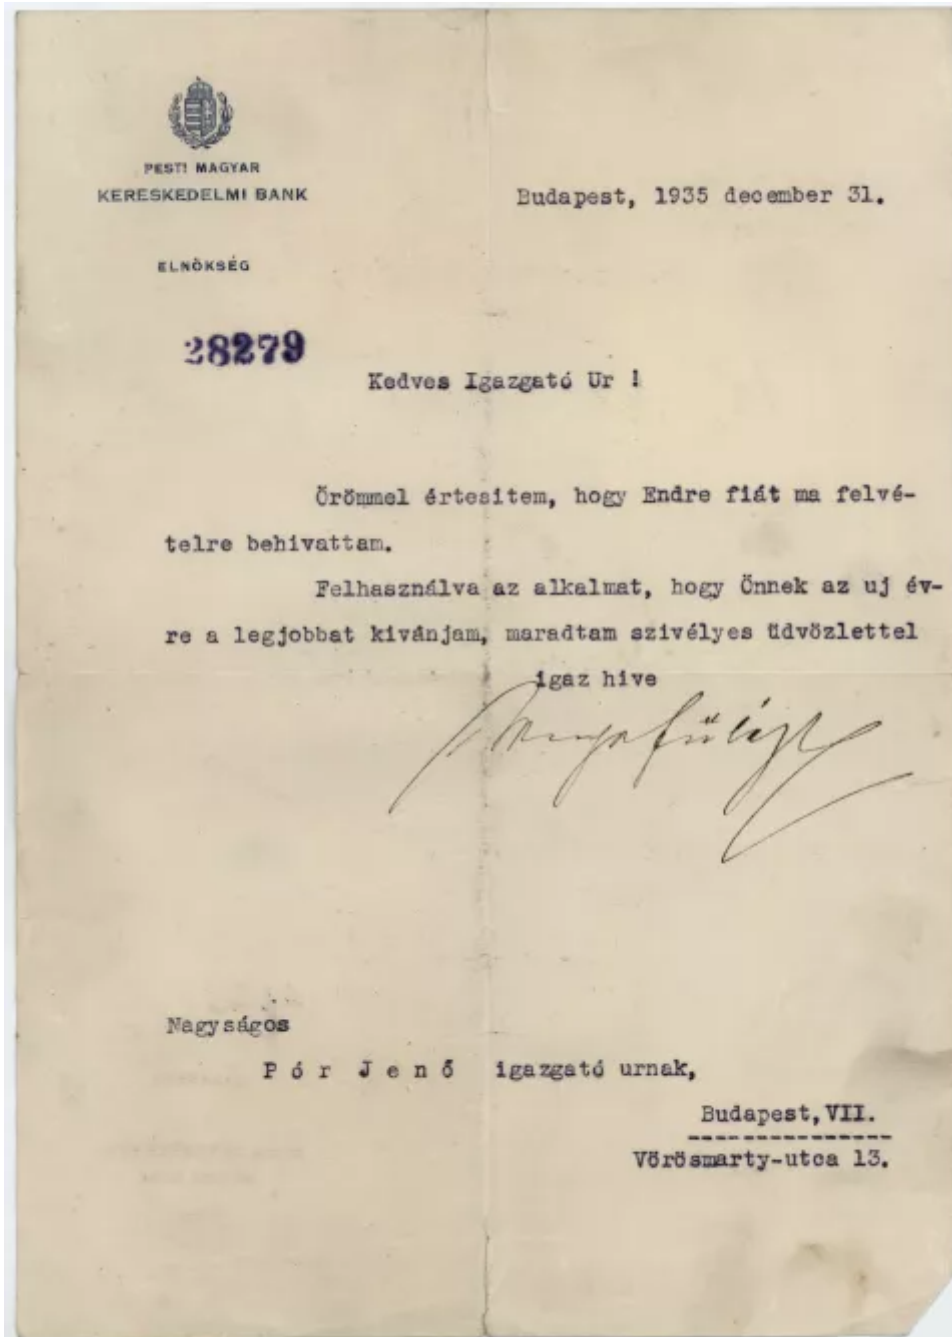 PESTI MAGYAR
KERESKEDELMI BANK
ELNÖKSÉG
Budapest, 1935 december 31.
28279
Kedves Igazgató Ur !
Örömmel értesitem, hogy Endre fiát ma felvé-
telre behivattam.
Felhasználva az alkalmat, hogy Önnek az uj év-
re a legjobbat kivánjam, maradtam szivélyes üdvözlettel
igaz hive
Nagyságos
Pór Jenő igazgató urnak,
Budapest, VII.
Vörösmarty-utca 13.